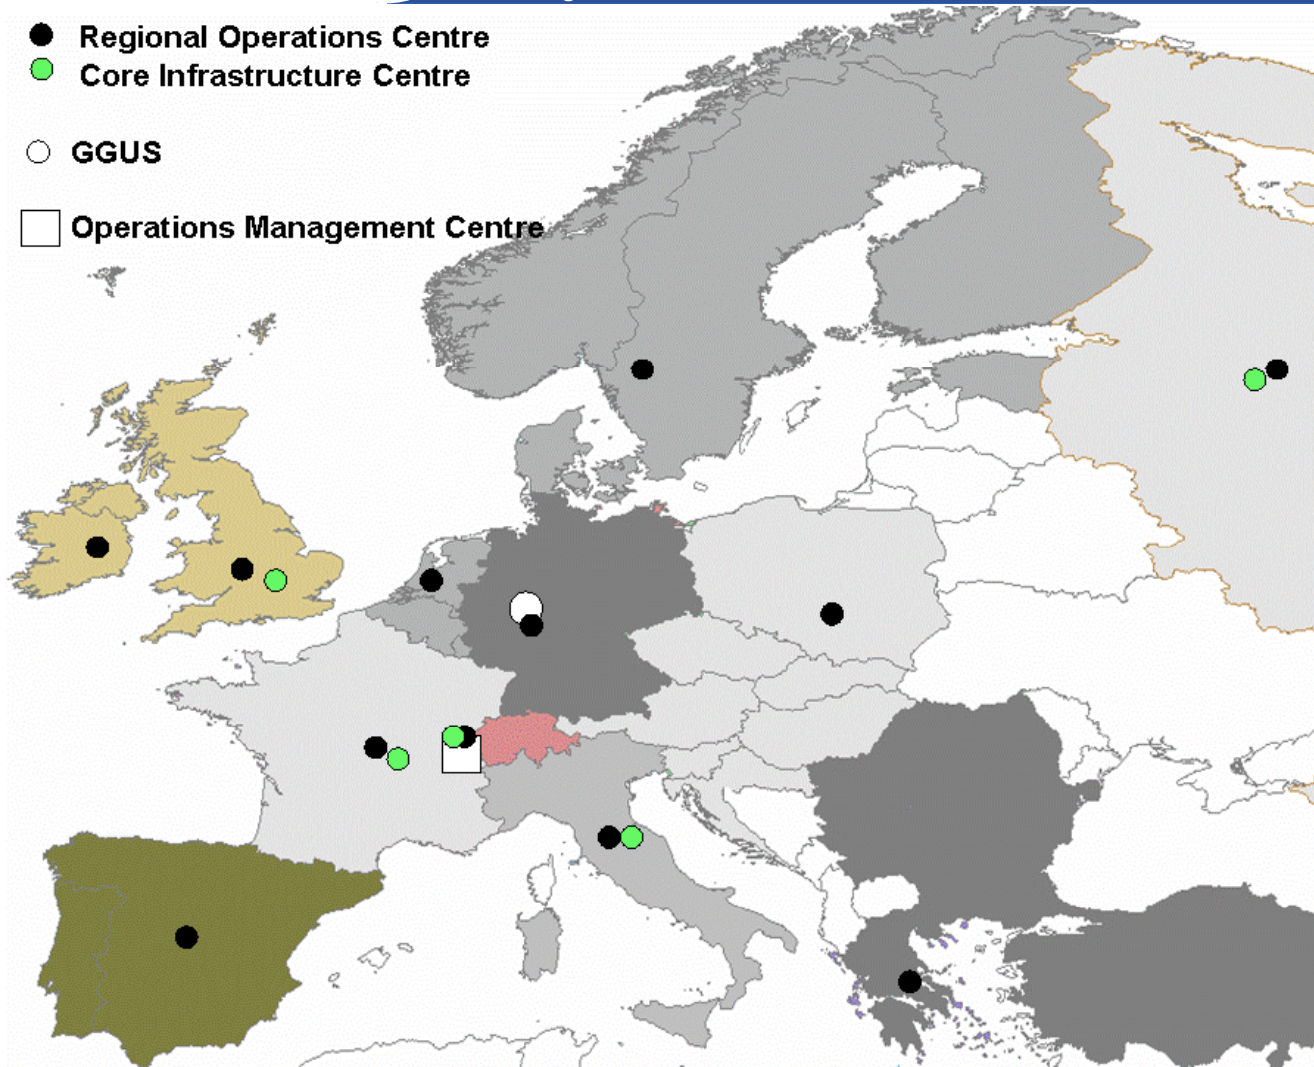 Regional Operations Centre
Core Infrastructure Centre
GGUS
Operations Management Centre